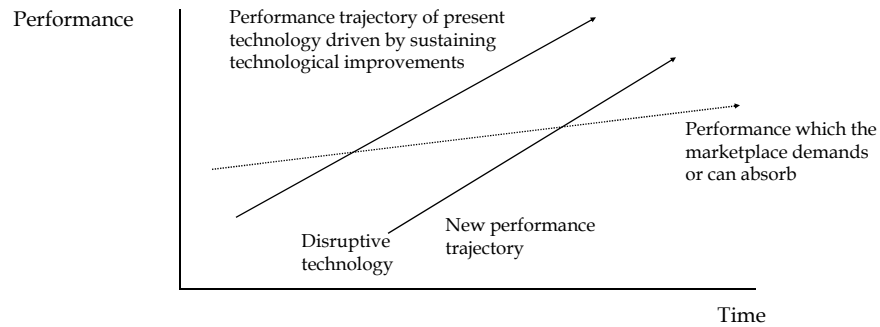 Performance
Performance trajectory of present
technology driven by sustaining
technological improvements
Performance which the
marketplace demands
or can absorb
New performance
trajectory
Disruptive
technology
Time